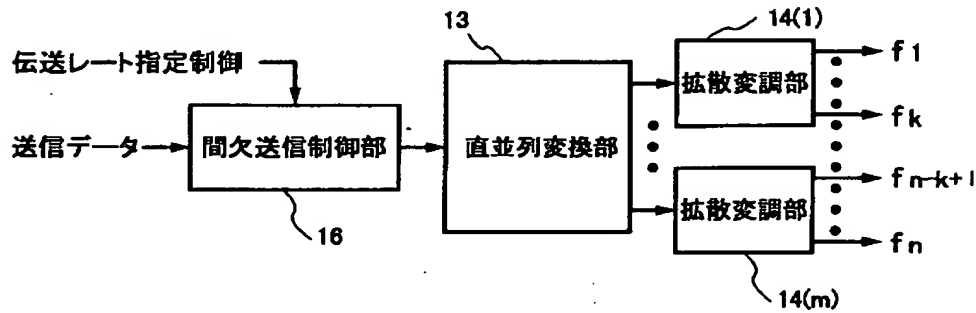 13
14(1)
伝送レート指定制御
拡散変調部
f1
fk
送信データ
間欠送信制御部
直並列変換部
拡散変調部
fn-k+1
fn
16
14(m)